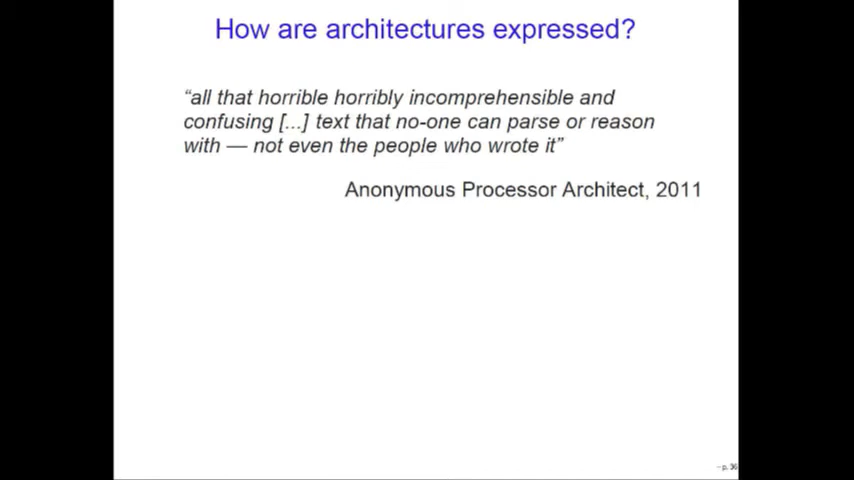 How are architectures expressed?
“all that horrible horribly incomprehensible and
confusing [...] text that no-one can parse or reason
with — not even the people who wrote it”
Anonymous Processor Architect, 2011
– p. 36